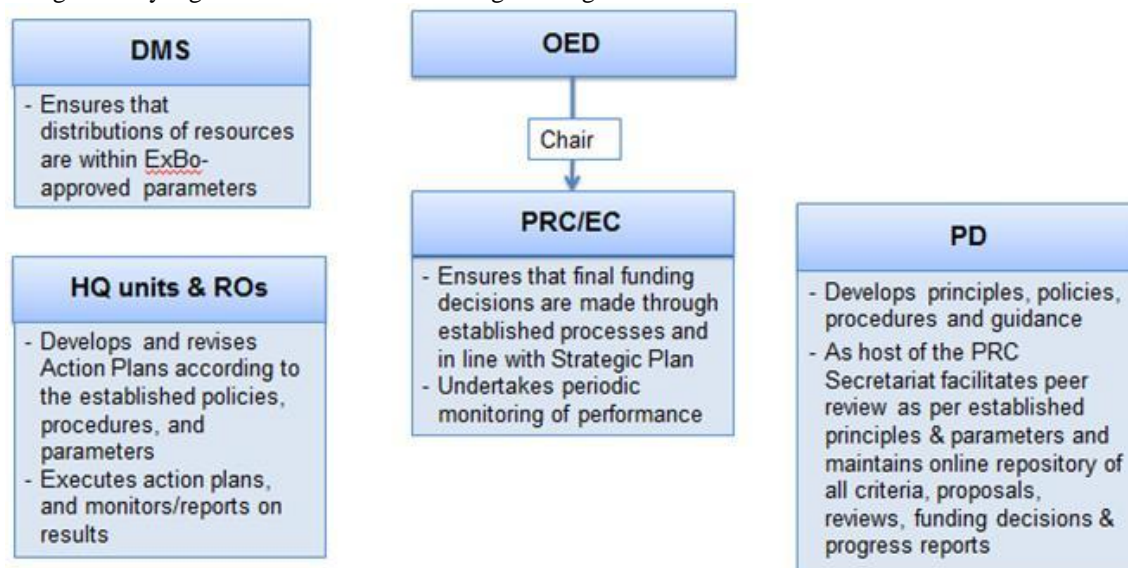 DMS
- Ensures that
distributions of resources
are within ExBo-
approved parameters
OED
Chair
PRC/EC
- Ensures that final funding
decisions are made through
established processes and
in line with Strategic Plan
- Undertakes periodic
monitoring of performance
HQ units & ROs
- Develops and revises
Action Plans according to
the established policies,
procedures, and
parameters
- Executes action plans,
and monitors/reports on
results
PD
- Develops principles, policies,
procedures and guidance
- As host of the PRC
Secretariat facilitates peer
review as per established
principles & parameters and
maintains online repository of
all criteria, proposals,
reviews, funding decisions &
progress reports